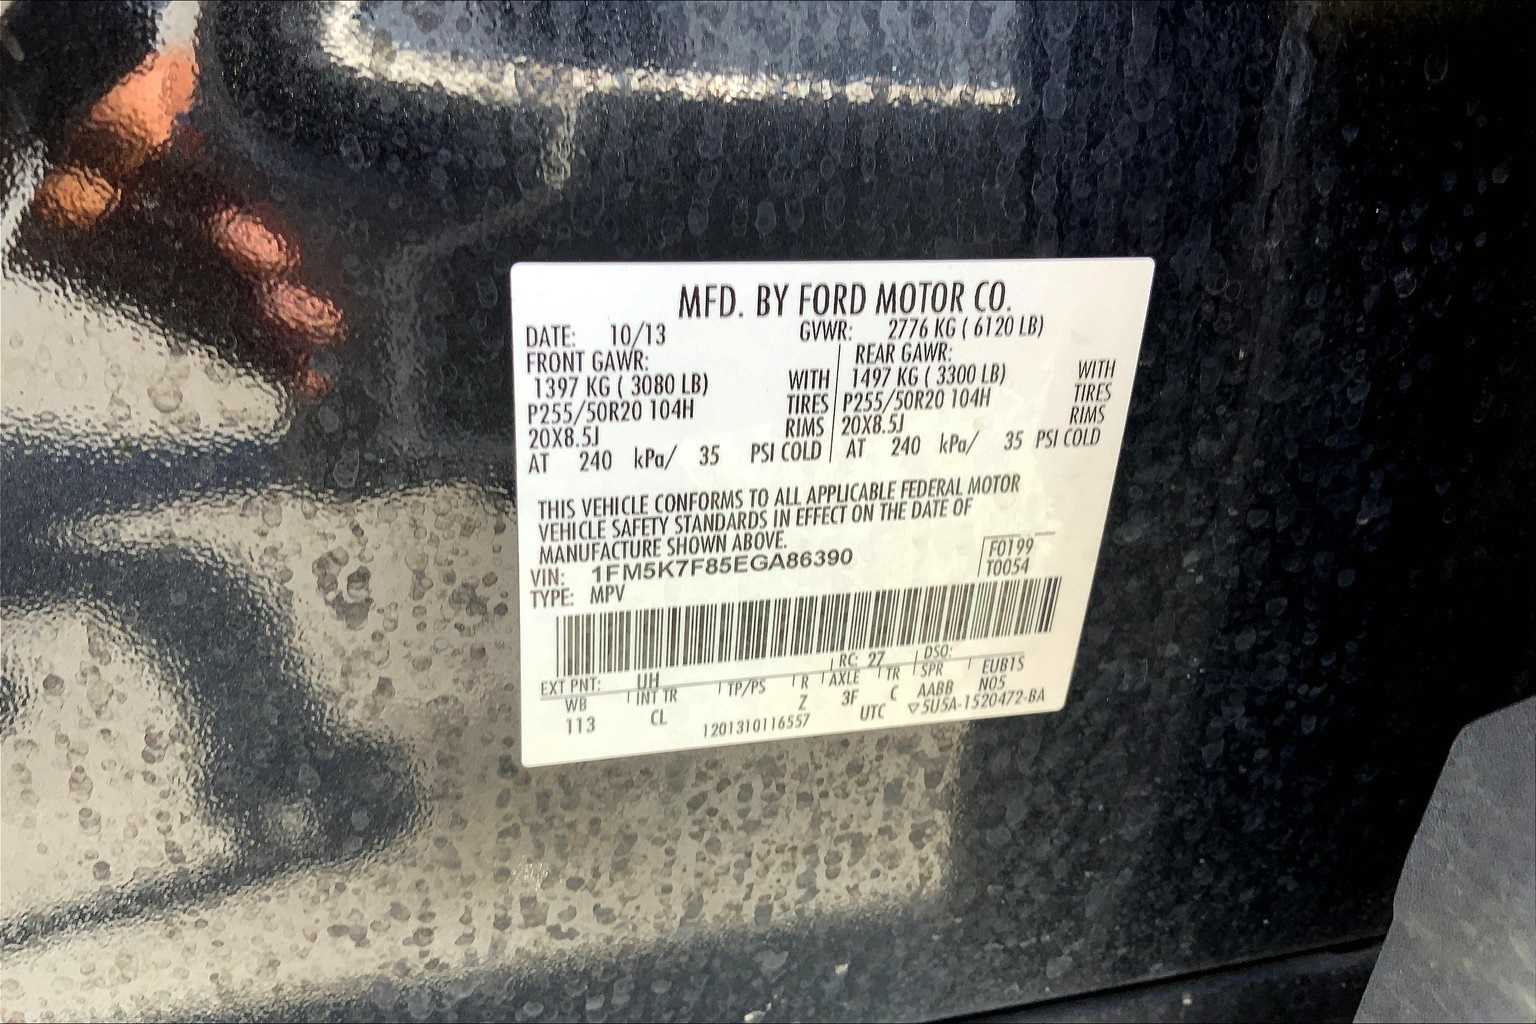 MFD. BY FORD MOTOR CO.
DATE: 10/13 GVWR: 2776 KG ( 6120 LB)
FRONT GAWR: REAR GAWR:
1397 KG ( 3080 LB) WITH 1497 KG ( 3300 LB) WITH
P255/50R20 104H TIRES P255/50R20 104H TIRES
20X8.5J RIMS 20X8.5J RIMS
AT 240 kPa/ 35 PSI COLD AT 240 kPa/ 35 PSI COLD
THIS VEHICLE CONFORMS TO ALL APPLICABLE FEDERAL MOTOR
VEHICLE SAFETY STANDARDS IN EFFECT ON THE DATE OF
MANUFACTURE SHOWN ABOVE.
VIN: 1FM5K7F85EGA86390 F0199
TYPE: MPV T0054
EXT PNT: UH RC: 27 DSO:
WB INT TR TP/PS R AXLE TR SPR EUB1S
113 CL Z 3F C AABB N05
1201310116557 UTC ▽5U5A-1520472-BA